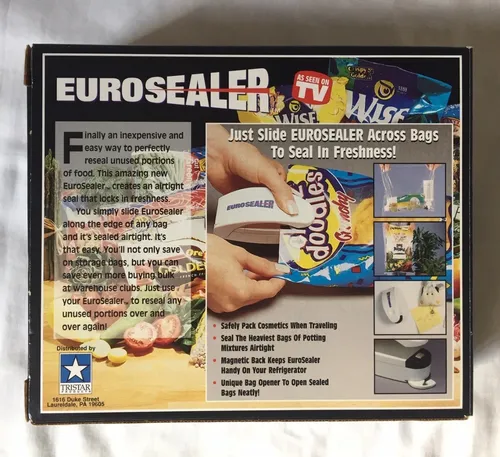 EUROSEALER
AS SEEN ON
TV
WISE
WISE
Finally an inexpensive and
easy way to perfectly
reseal unused portions
of food. This amazing new
EuroSealer™ creates an airtight
seal that locks in freshness.
You simply slide EuroSealer
along the edge of any bag
and it's sealed airtight. It's
that easy. You'll not only save
on storage bags, but you can
save even more buying bulk
at warehouse clubs. Just use
your EuroSealer™ to reseal any
unused portions over and
over again!
Distributed by
TRISTAR
1616 Duke Street
Laureldale, PA 19605
Just Slide EUROSEALER Across Bags
To Seal In Freshness!
EUROSEALER
doodles
Crunchy
• Safely Pack Cosmetics When Traveling
• Seal The Heaviest Bags Of Potting
Mixtures Airtight
• Magnetic Back Keeps EuroSealer
Handy On Your Refrigerator
• Unique Bag Opener To Open Sealed
Bags Neatly!